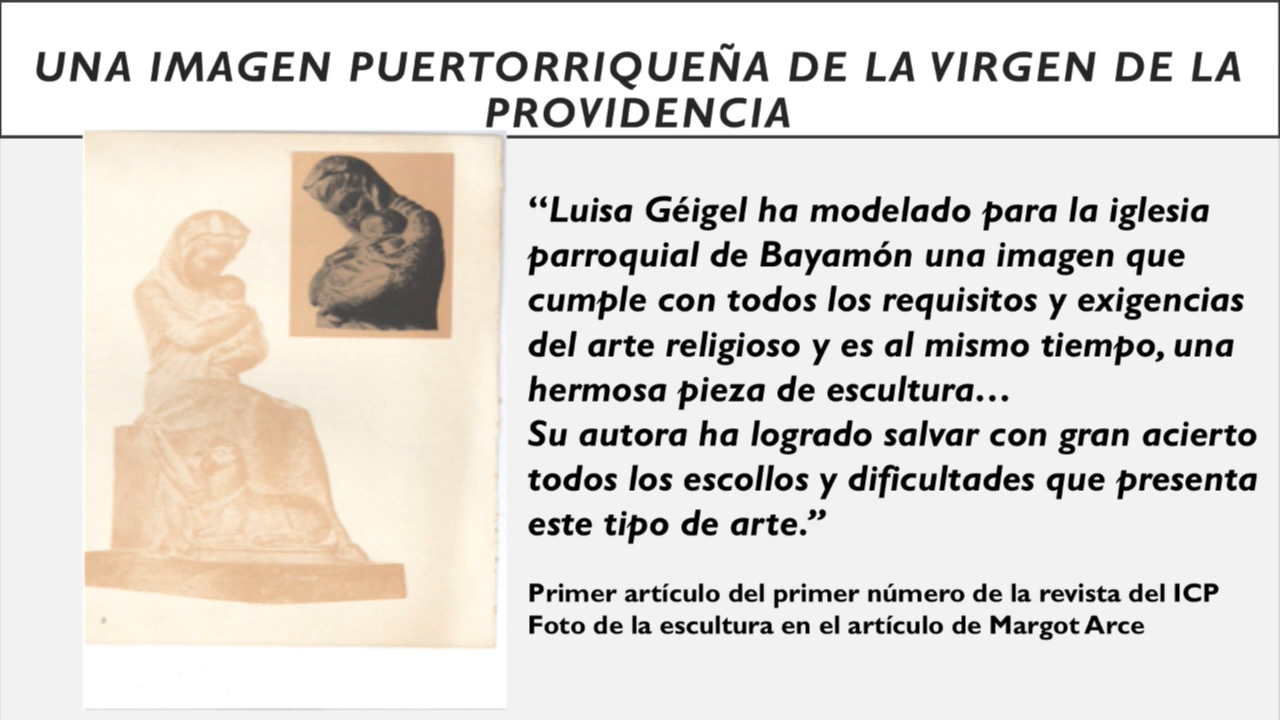 UNA IMAGEN PUERTORRIQUEÑA DE LA VIRGEN DE LA
PROVIDENCIA
“Luisa Géigel ha modelado para la iglesia
parroquial de Bayamón una imagen que
cumple con todos los requisitos y exigencias
del arte religioso y es al mismo tiempo, una
hermosa pieza de escultura…
Su autora ha logrado salvar con gran acierto
todos los escollos y dificultades que presenta
este tipo de arte.”
Primer artículo del primer número de la revista del ICP
Foto de la escultura en el artículo de Margot Arce